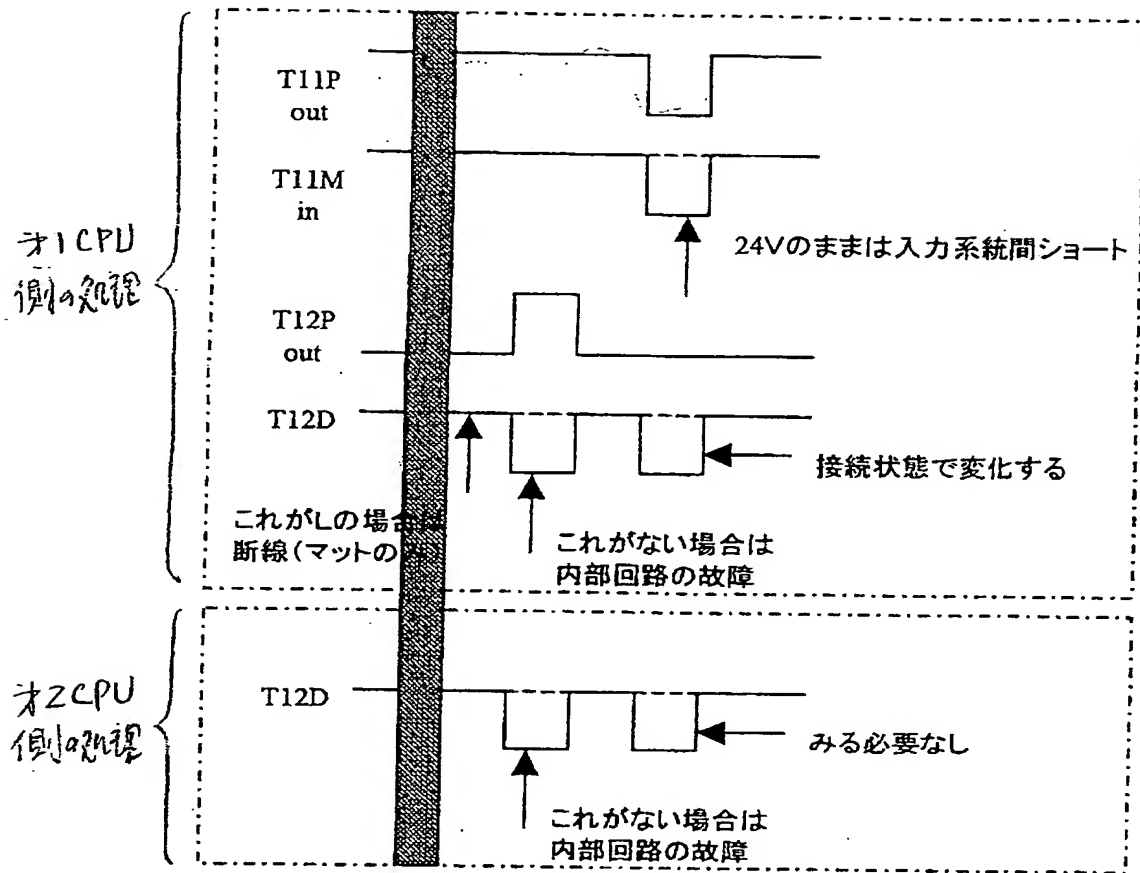 T11P
out
T11M
in
24Vのままは入力系統間ショート
才1CPU
側の処理
T12P
out
T12D
接続状態で変化する
これがLの場合は
断線(マットのみ)
これがない場合は
内部回路の故障
才2CPU
側の処理
T12D
みる必要なし
これがない場合は
内部回路の故障